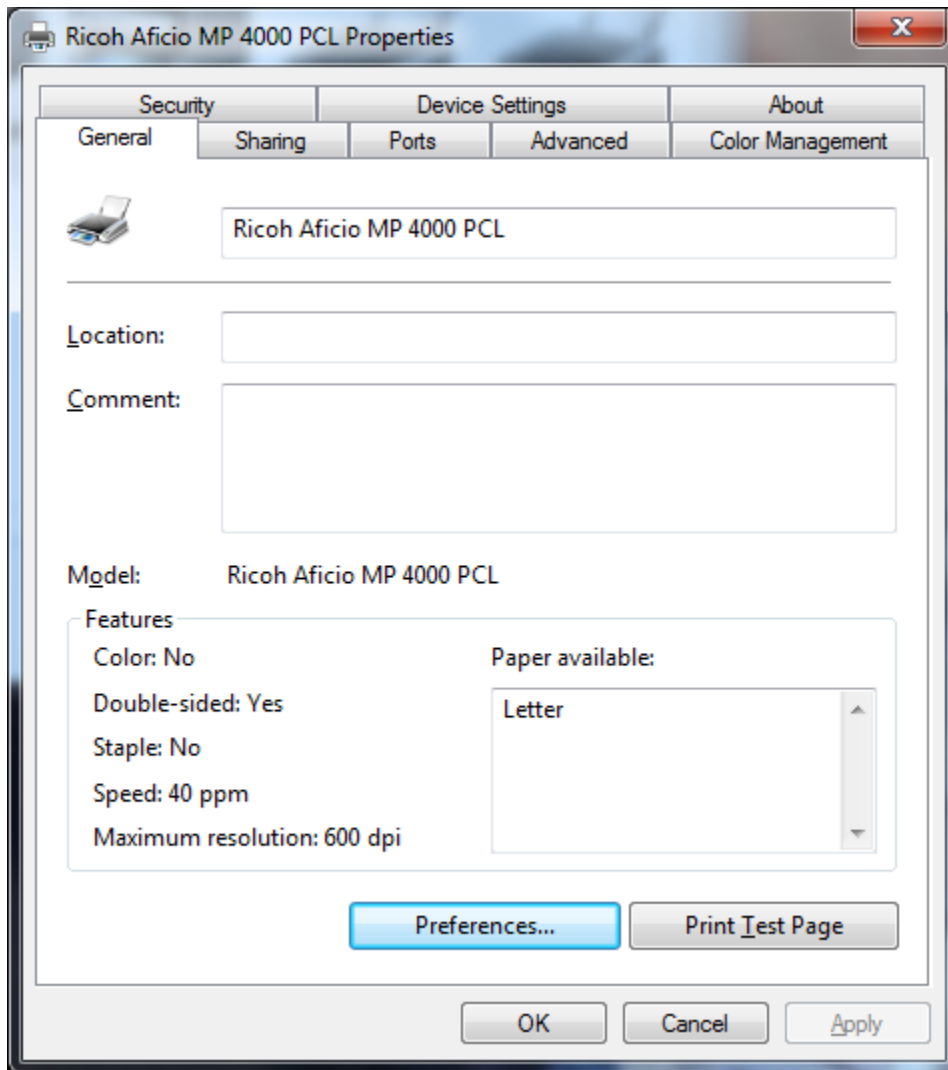 Ricoh Aficio MP 4000 PCL Properties
Security Device Settings About
General Sharing Ports Advanced Color Management
Ricoh Aficio MP 4000 PCL
Location:
Comment:
Model: Ricoh Aficio MP 4000 PCL
Features
Color: No Paper available:
Double-sided: Yes Letter
Staple: No
Speed: 40 ppm
Maximum resolution: 600 dpi
Preferences... Print Test Page
OK Cancel Apply